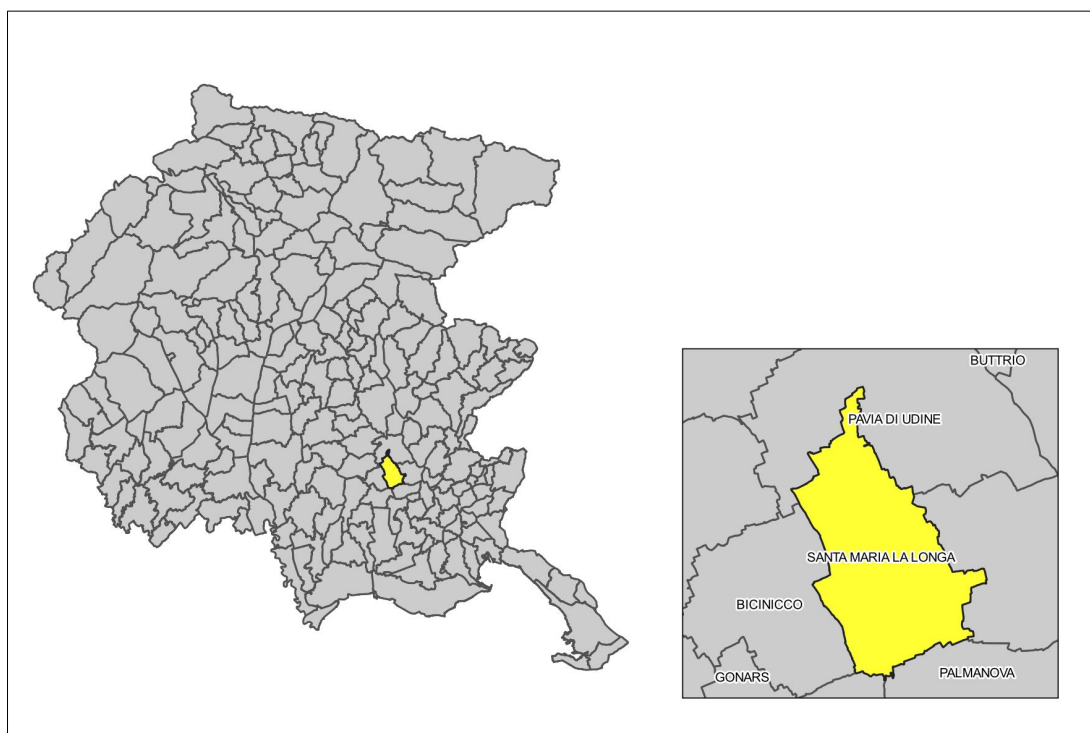 BUTTRIO
PAVIA DI UDINE
SANTA MARIA LA LONGA
BICINICCO
GONARS
PALMANOVA